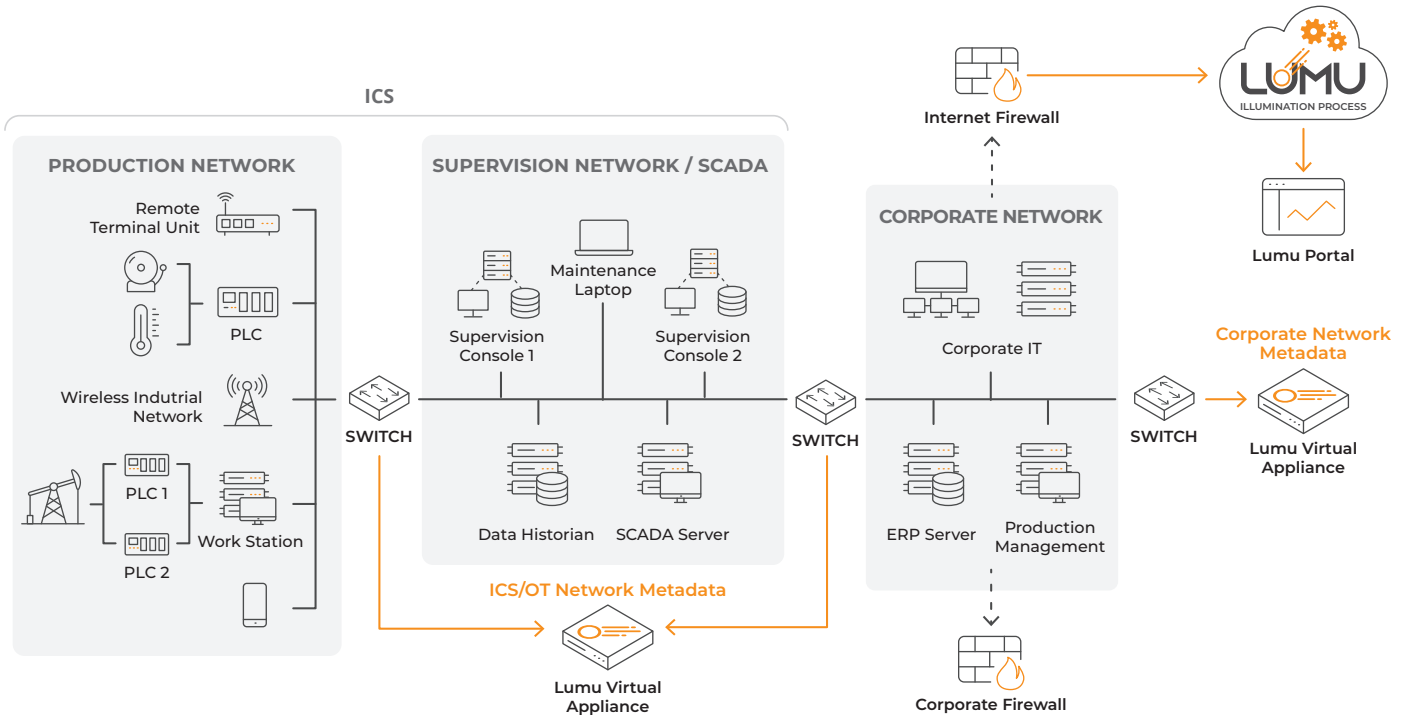 ICS
PRODUCTION NETWORK
Remote
Terminal Unit
PLC
Wireless Indutrial
Network
PLC 1
PLC 2
Work Station
SWITCH
SUPERVISION NETWORK / SCADA
Maintenance
Laptop
Supervision
Console 1
Supervision
Console 2
Data Historian
SCADA Server
ICS/OT Network Metadata
Lumu Virtual
Appliance
SWITCH
Internet Firewall
CORPORATE NETWORK
Corporate IT
ERP Server
Production
Management
Corporate Firewall
SWITCH
LUMU
ILLUMINATION PROCESS
Lumu Portal
Corporate Network
Metadata
Lumu Virtual
Appliance